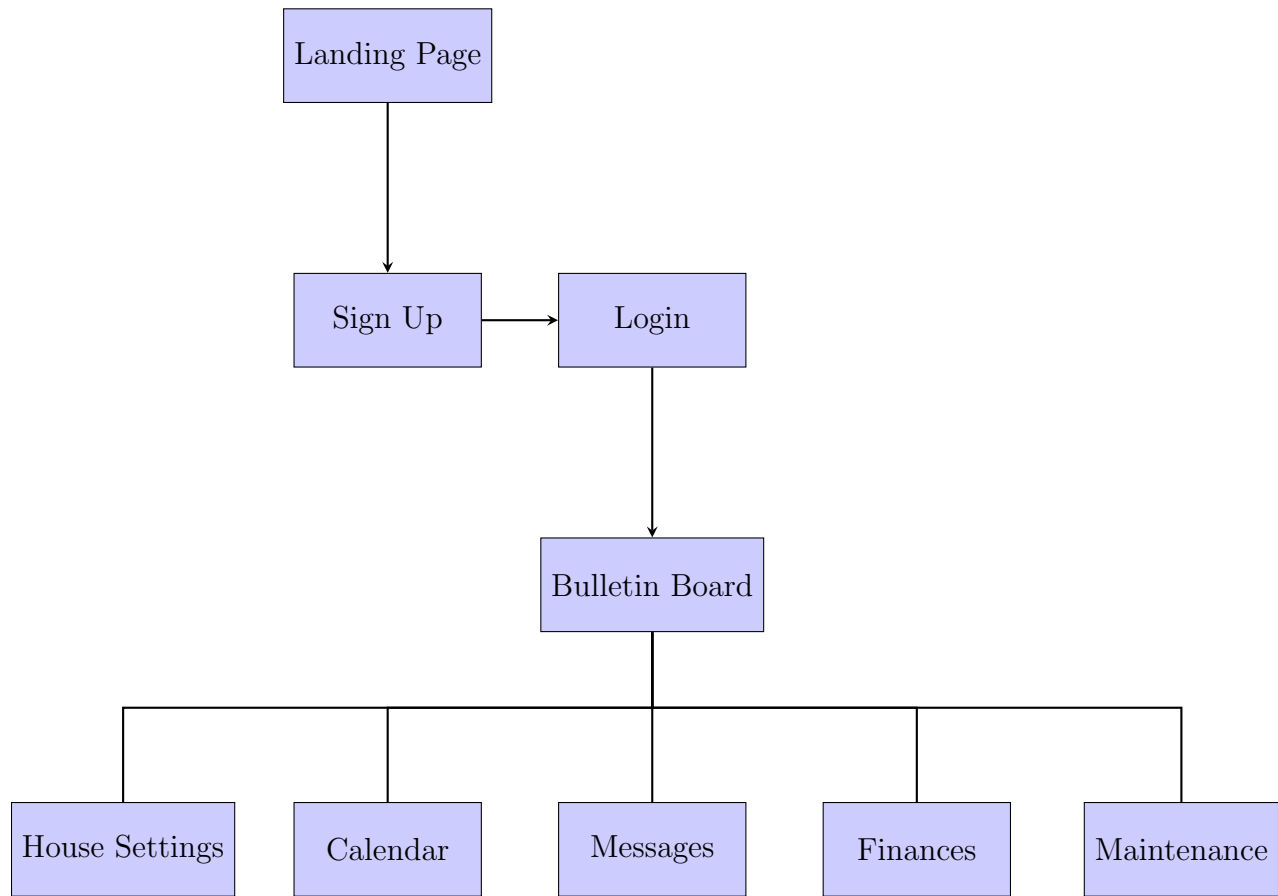 Landing Page
Sign Up
Login
Bulletin Board
House Settings
Calendar
Messages
Finances
Maintenance